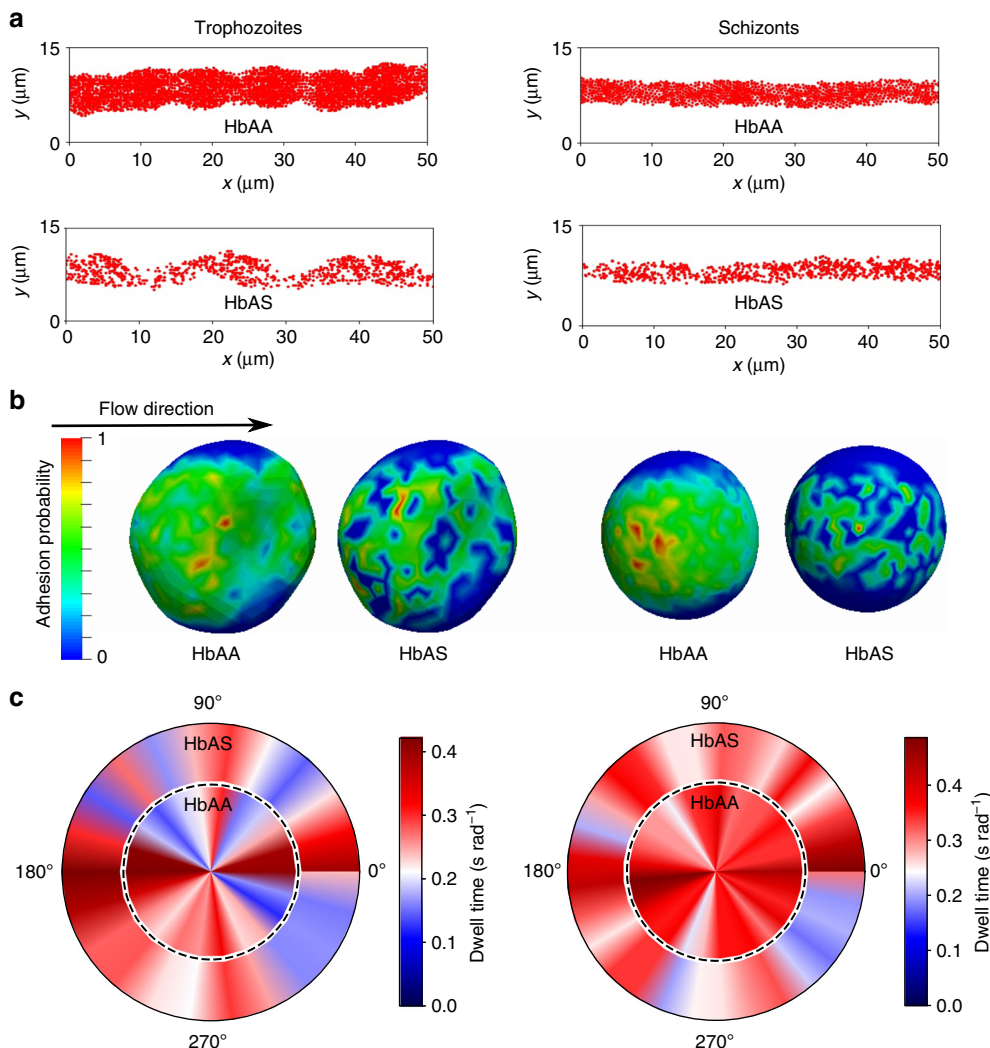 a
Trophozoites
Schizonts
15
y (μm)
0
HbAA
0 10 20 30 40 50
x (μm)
15
y (μm)
0
HbAA
0 10 20 30 40 50
x (μm)
15
y (μm)
0
HbAS
0 10 20 30 40 50
x (μm)
15
y (μm)
0
HbAS
0 10 20 30 40 50
x (μm)
b
Flow direction
Adhesion probability
1
0
HbAA
HbAS
HbAA
HbAS
c
90°
HbAS
HbAA
180°
0°
270°
0.4
0.3
0.2
0.1
0.0
Dwell time (s rad⁻¹)
90°
HbAS
HbAA
180°
0°
270°
0.4
0.3
0.2
0.1
0.0
Dwell time (s rad⁻¹)